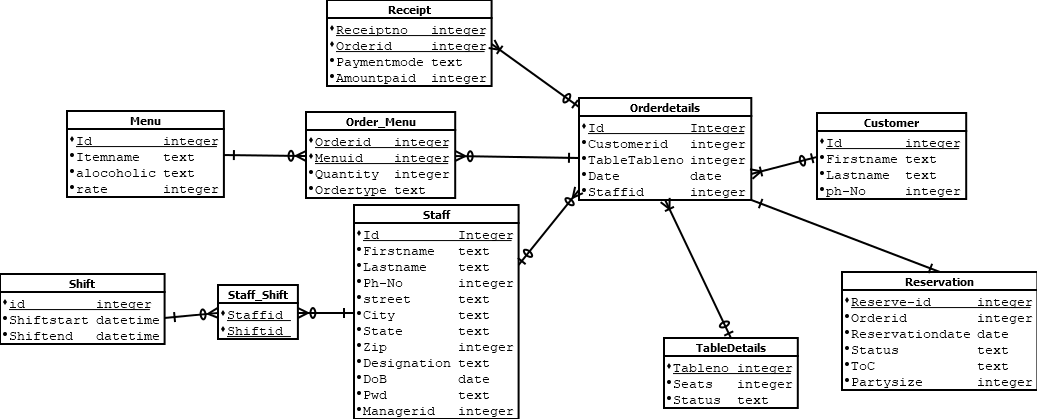 Receipt
Receiptno integer
Orderid integer
Paymentmode text
Amountpaid integer
Menu
Id integer
Itemname text
alocoholic text
rate integer
Order_Menu
Orderid integer
Menuid integer
Quantity integer
Ordertype text
Orderdetails
Id Integer
Customerid integer
TableTableno integer
Date date
Staffid integer
Customer
Id integer
Firstname text
Lastname text
ph-No integer
Staff
Id Integer
Firstname text
Lastname text
Ph-No integer
street text
City text
State text
Zip integer
Designation text
DoB date
Pwd text
Managerid integer
Shift
id integer
Shiftstart datetime
Shiftend datetime
Staff_Shift
Staffid
Shiftid
TableDetails
Tableno integer
Seats integer
Status text
Reservation
Reserve-id integer
Orderid integer
Reservationdate date
Status text
ToC text
Partysize integer